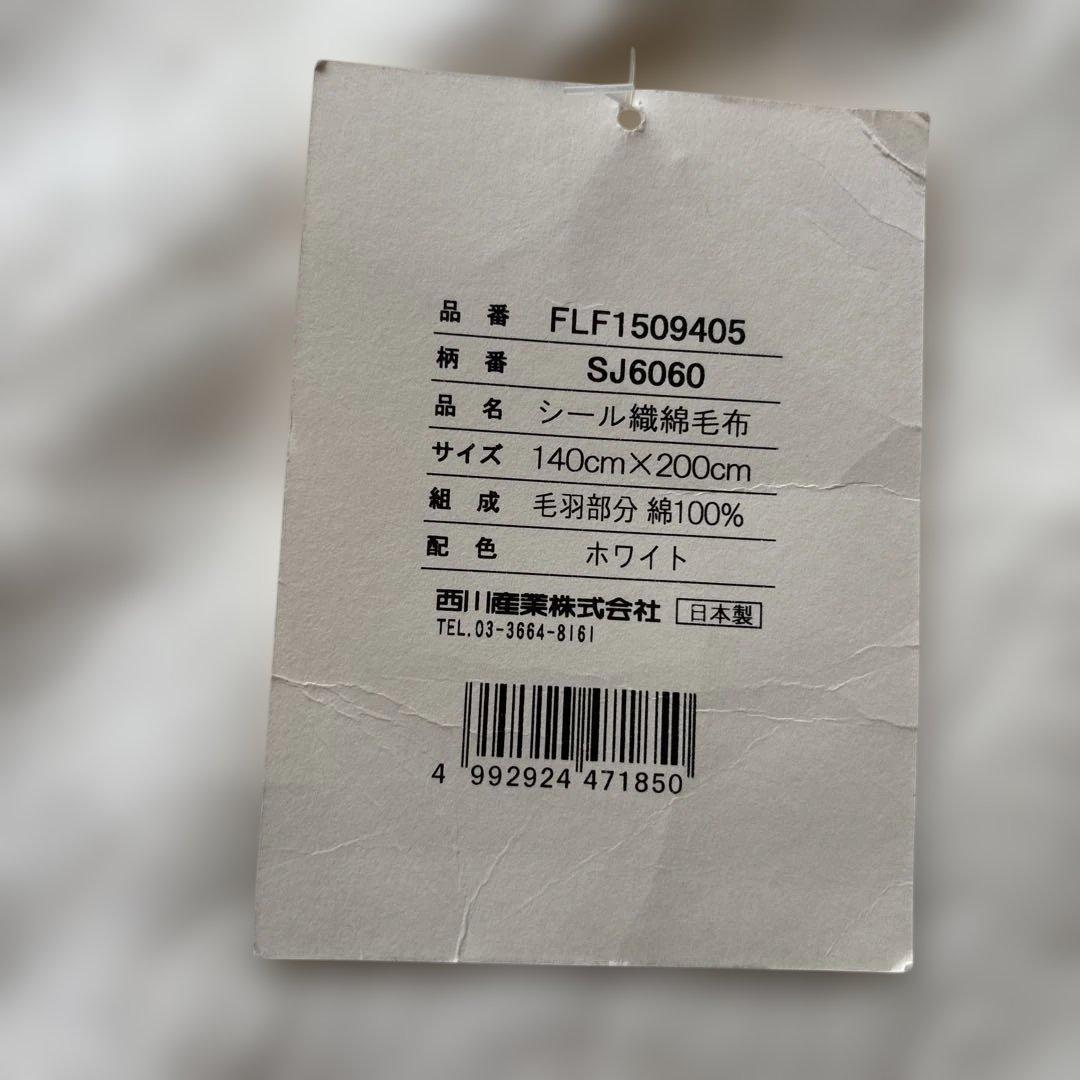 品番 FLF1509405
柄番 SJ6060
品名 シール織綿毛布
サイズ 140cm×200cm
組成 毛羽部分 綿100%
配色 ホワイト
西川産業株式会社 日本製
TEL.03-3664-8161
4 992924 471850